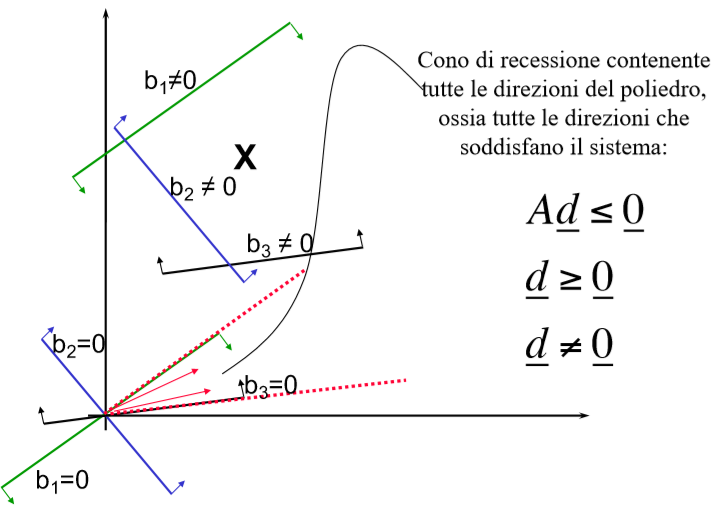 Cono di recessione contenente
tutte le direzioni del poliedro,
ossia tutte le direzioni che
soddisfano il sistema:
b₁≠0
X
b₂ ≠ 0
Ad ≤ 0
b₃ ≠ 0
d ≥ 0
b₂=0
d ≠ 0
b₃=0
b₁=0